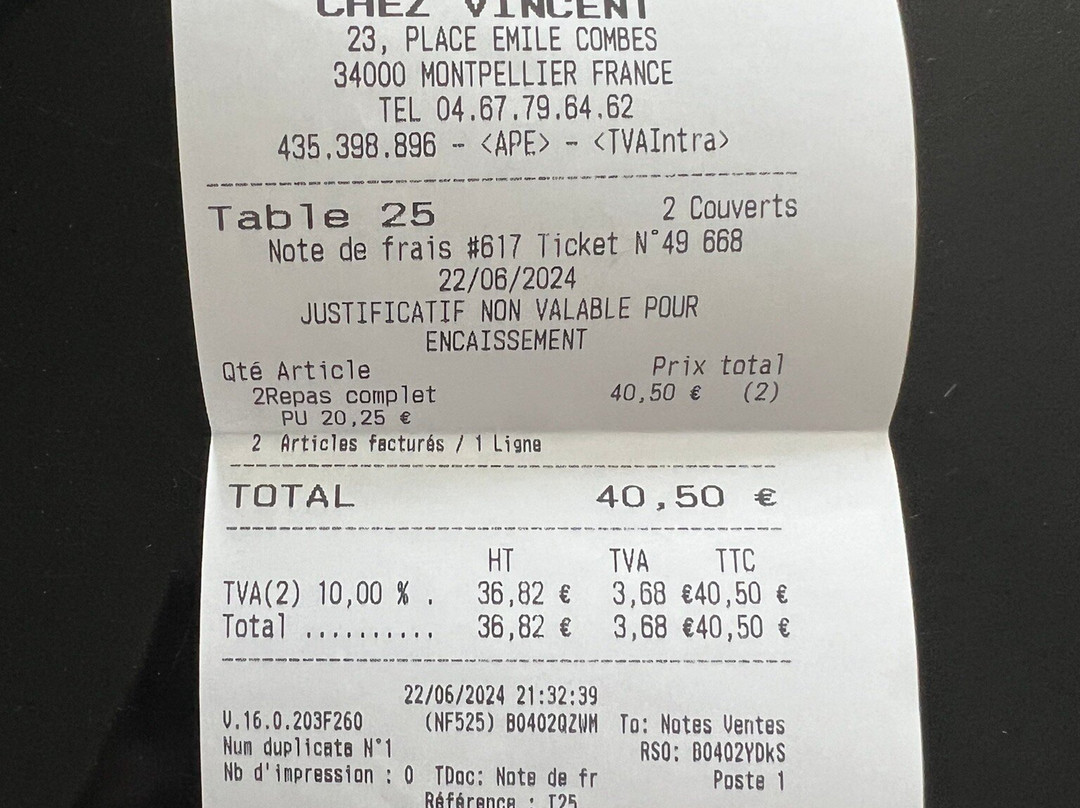 CHEZ VINCENT
23, PLACE EMILE COMBES
34000 MONTPELLIER FRANCE
TEL 04.67.79.64.62
435.398.896 - <APE> - <TVAIntra>
Table 25 2 Couverts
Note de frais #617 Ticket N°49 668
22/06/2024
JUSTIFICATIF NON VALABLE POUR
ENCAISSEMENT
Qté Article Prix total
2Repas complet 40,50 € (2)
PU 20,25 €
2 Articles facturés / 1 Ligne
TOTAL 40,50 €
HT TVA TTC
TVA(2) 10,00 % . 36,82 € 3,68 €40,50 €
Total .......... 36,82 € 3,68 €40,50 €
22/06/2024 21:32:39
V.16.0.203F260 (NF525) B0402QZWM To: Notes Ventes
Num duplicata N°1 RSO: B0402YDkS
Nb d'impression : 0 TDoc: Note de fr Poste 1
Référence : T25